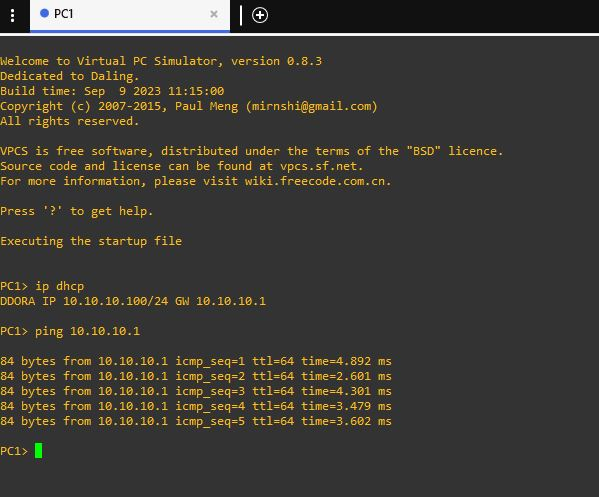 PC1
Welcome to Virtual PC Simulator, version 0.8.3
Dedicated to Daling.
Build time: Sep  9 2023 11:15:00
Copyright (c) 2007-2015, Paul Meng (mirnshi@gmail.com)
All rights reserved.
VPCS is free software, distributed under the terms of the "BSD" licence.
Source code and license can be found at vpcs.sf.net.
For more information, please visit wiki.freecode.com.cn.
Press '?' to get help.
Executing the startup file
PC1> ip dhcp
DDORA IP 10.10.10.100/24 GW 10.10.10.1
PC1> ping 10.10.10.1
84 bytes from 10.10.10.1 icmp_seq=1 ttl=64 time=4.892 ms
84 bytes from 10.10.10.1 icmp_seq=2 ttl=64 time=2.601 ms
84 bytes from 10.10.10.1 icmp_seq=3 ttl=64 time=4.301 ms
84 bytes from 10.10.10.1 icmp_seq=4 ttl=64 time=3.479 ms
84 bytes from 10.10.10.1 icmp_seq=5 ttl=64 time=3.602 ms
PC1>